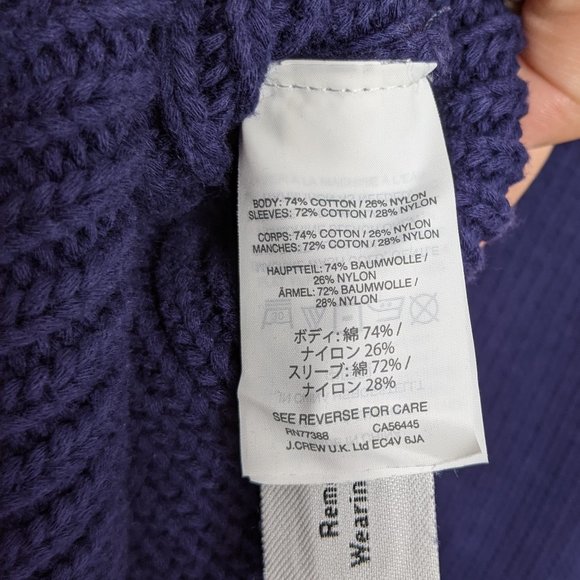 BODY: 74% COTTON / 26% NYLON
SLEEVES: 72% COTTON / 28% NYLON
CORPS: 74% COTON / 26% NYLON
MANCHES: 72% COTON / 28% NYLON
HAUPTTEIL: 74% BAUMWOLLE /
26% NYLON
ÄRMEL: 72% BAUMWOLLE /
28% NYLON
ボディ: 綿 74% /
ナイロン 26%
スリーブ: 綿 72% /
ナイロン 28%
SEE REVERSE FOR CARE
RN77388 CA56445
J.CREW U.K. Ltd EC4V 6JA
Rem
Wearin